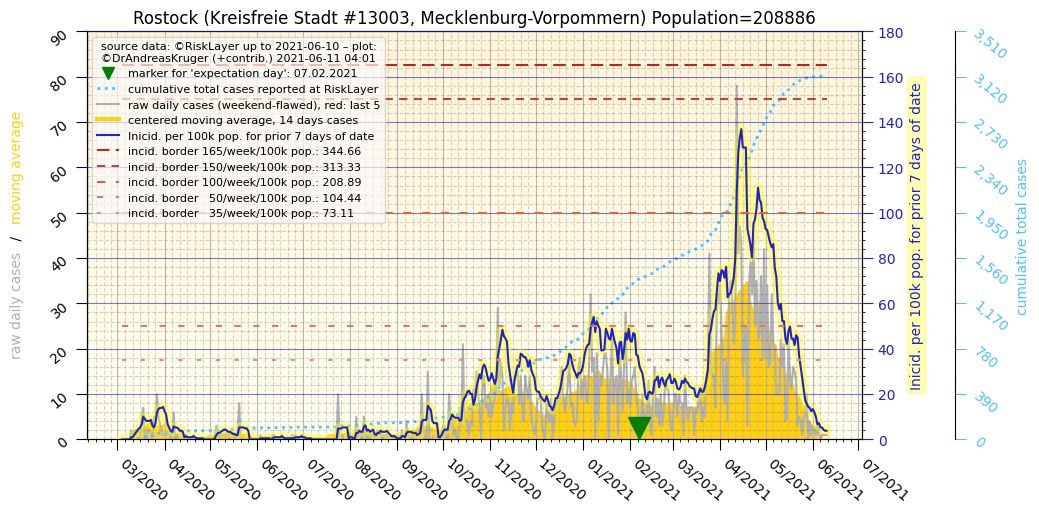 Rostock (Kreisfreie Stadt #13003, Mecklenburg-Vorpommern) Population=208886
source data: ©RiskLayer up to 2021-06-10 – plot:
©DrAndreasKruger (+contrib.) 2021-06-11 04:01
marker for 'expectation day': 07.02.2021
cumulative total cases reported at RiskLayer
raw daily cases (weekend-flawed), red: last 5
centered moving average, 14 days cases
Inicid. per 100k pop. for prior 7 days of date
incid. border 165/week/100k pop.: 344.66
incid. border 150/week/100k pop.: 313.33
incid. border 100/week/100k pop.: 208.89
incid. border   50/week/100k pop.: 104.44
incid. border   35/week/100k pop.: 73.11
raw daily cases / moving average
90
80
70
60
50
40
30
20
10
0
03/2020
04/2020
05/2020
06/2020
07/2020
08/2020
09/2020
10/2020
11/2020
12/2020
01/2021
02/2021
03/2021
04/2021
05/2021
06/2021
07/2021
180
160
140
120
100
80
60
40
20
0
Inicid. per 100k pop. for prior 7 days of date
3,510
3,120
2,730
2,340
1,950
1,560
1,170
780
390
0
cumulative total cases